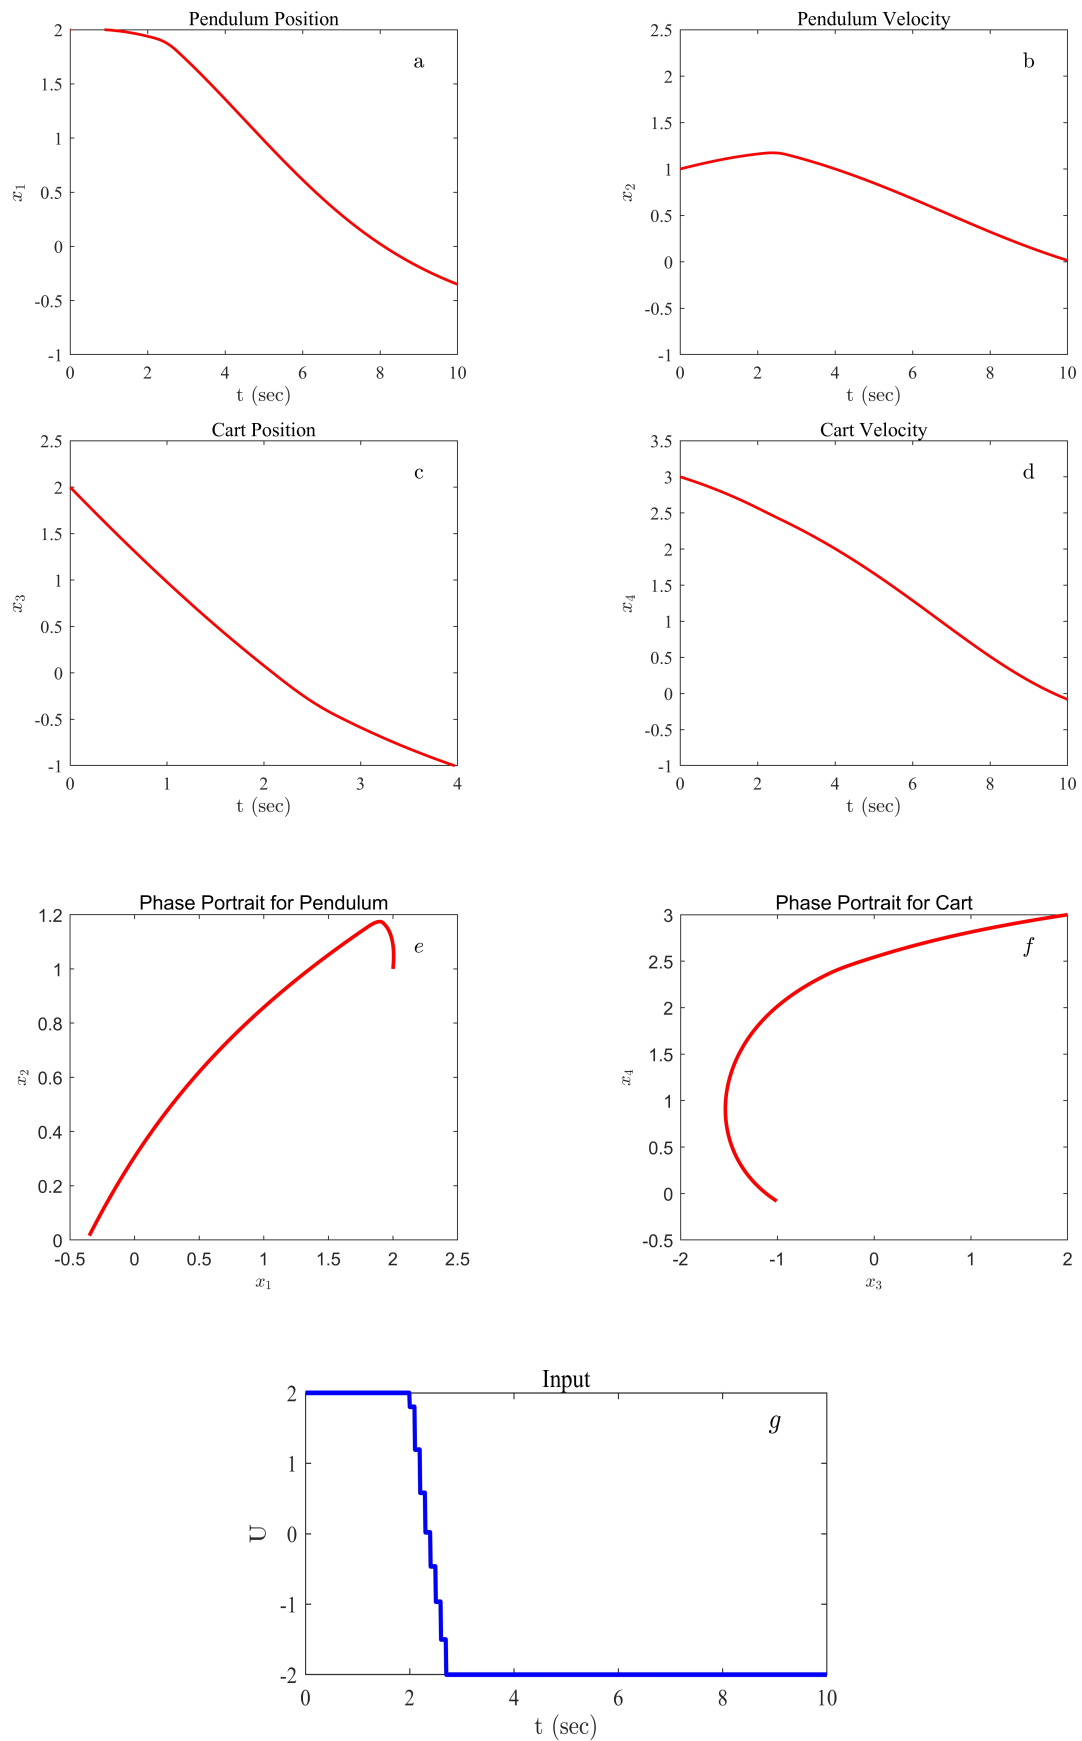 Pendulum Position
2
1.5
1
0.5
0
-0.5
-1
x1
a
0 2 4 6 8 10
t (sec)
Pendulum Velocity
2.5
2
1.5
1
0.5
0
-0.5
-1
x2
b
0 2 4 6 8 10
t (sec)
Cart Position
2.5
2
1.5
1
0.5
0
-0.5
-1
x3
c
0 1 2 3 4
t (sec)
Cart Velocity
3.5
3
2.5
2
1.5
1
0.5
0
-0.5
-1
x4
d
0 2 4 6 8 10
t (sec)
Phase Portrait for Pendulum
1.2
1
0.8
0.6
0.4
0.2
0
x2
e
-0.5 0 0.5 1 1.5 2 2.5
x1
Phase Portrait for Cart
3
2.5
2
1.5
1
0.5
0
-0.5
x4
f
-2 -1 0 1 2
x3
Input
2
1
0
-1
-2
U
g
0 2 4 6 8 10
t (sec)